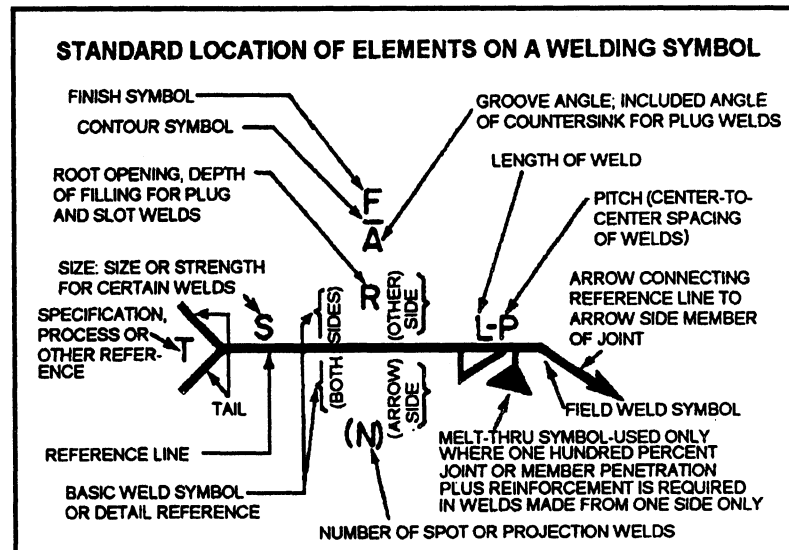 STANDARD LOCATION OF ELEMENTS ON A WELDING SYMBOL
FINISH SYMBOL
CONTOUR SYMBOL
ROOT OPENING, DEPTH
OF FILLING FOR PLUG
AND SLOT WELDS
SIZE: SIZE OR STRENGTH
FOR CERTAIN WELDS
SPECIFICATION,
PROCESS OR
OTHER REFER-
ENCE
T
S
TAIL
REFERENCE LINE
BASIC WELD SYMBOL
OR DETAIL REFERENCE
F
A
R
(BOTH SIDES)
(OTHER)
SIDE
(ARROW)
SIDE
(N)
NUMBER OF SPOT OR PROJECTION WELDS
GROOVE ANGLE; INCLUDED ANGLE
OF COUNTERSINK FOR PLUG WELDS
LENGTH OF WELD
PITCH (CENTER-TO-
CENTER SPACING
OF WELDS)
L-P
ARROW CONNECTING
REFERENCE LINE TO
ARROW SIDE MEMBER
OF JOINT
FIELD WELD SYMBOL
MELT-THRU SYMBOL-USED ONLY
WHERE ONE HUNDRED PERCENT
JOINT OR MEMBER PENETRATION
PLUS REINFORCEMENT IS REQUIRED
IN WELDS MADE FROM ONE SIDE ONLY